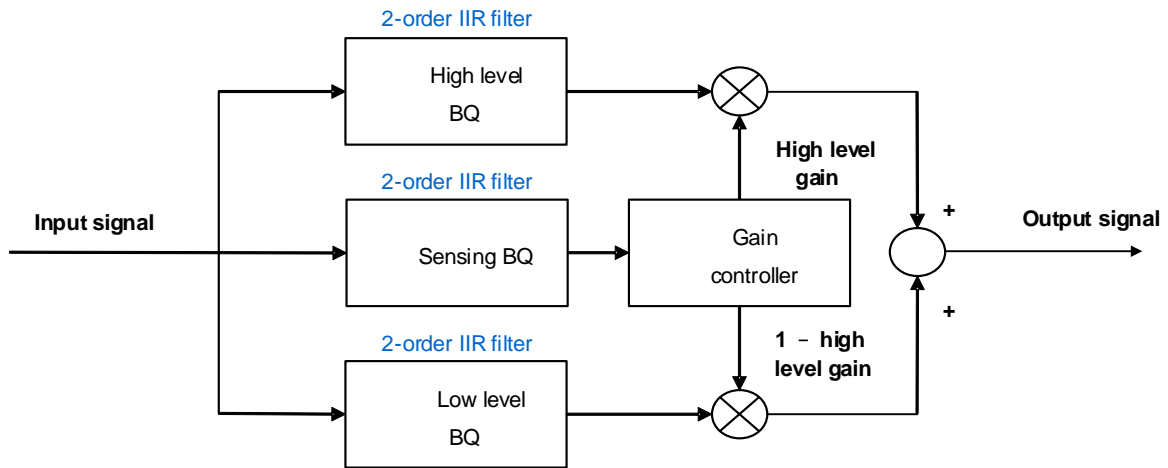 2-order IIR filter
High level
BQ
High level
gain
2-order IIR filter
Input signal
Sensing BQ
Gain
controller
+
Output signal
+
2-order IIR filter
1 – high
level gain
Low level
BQ